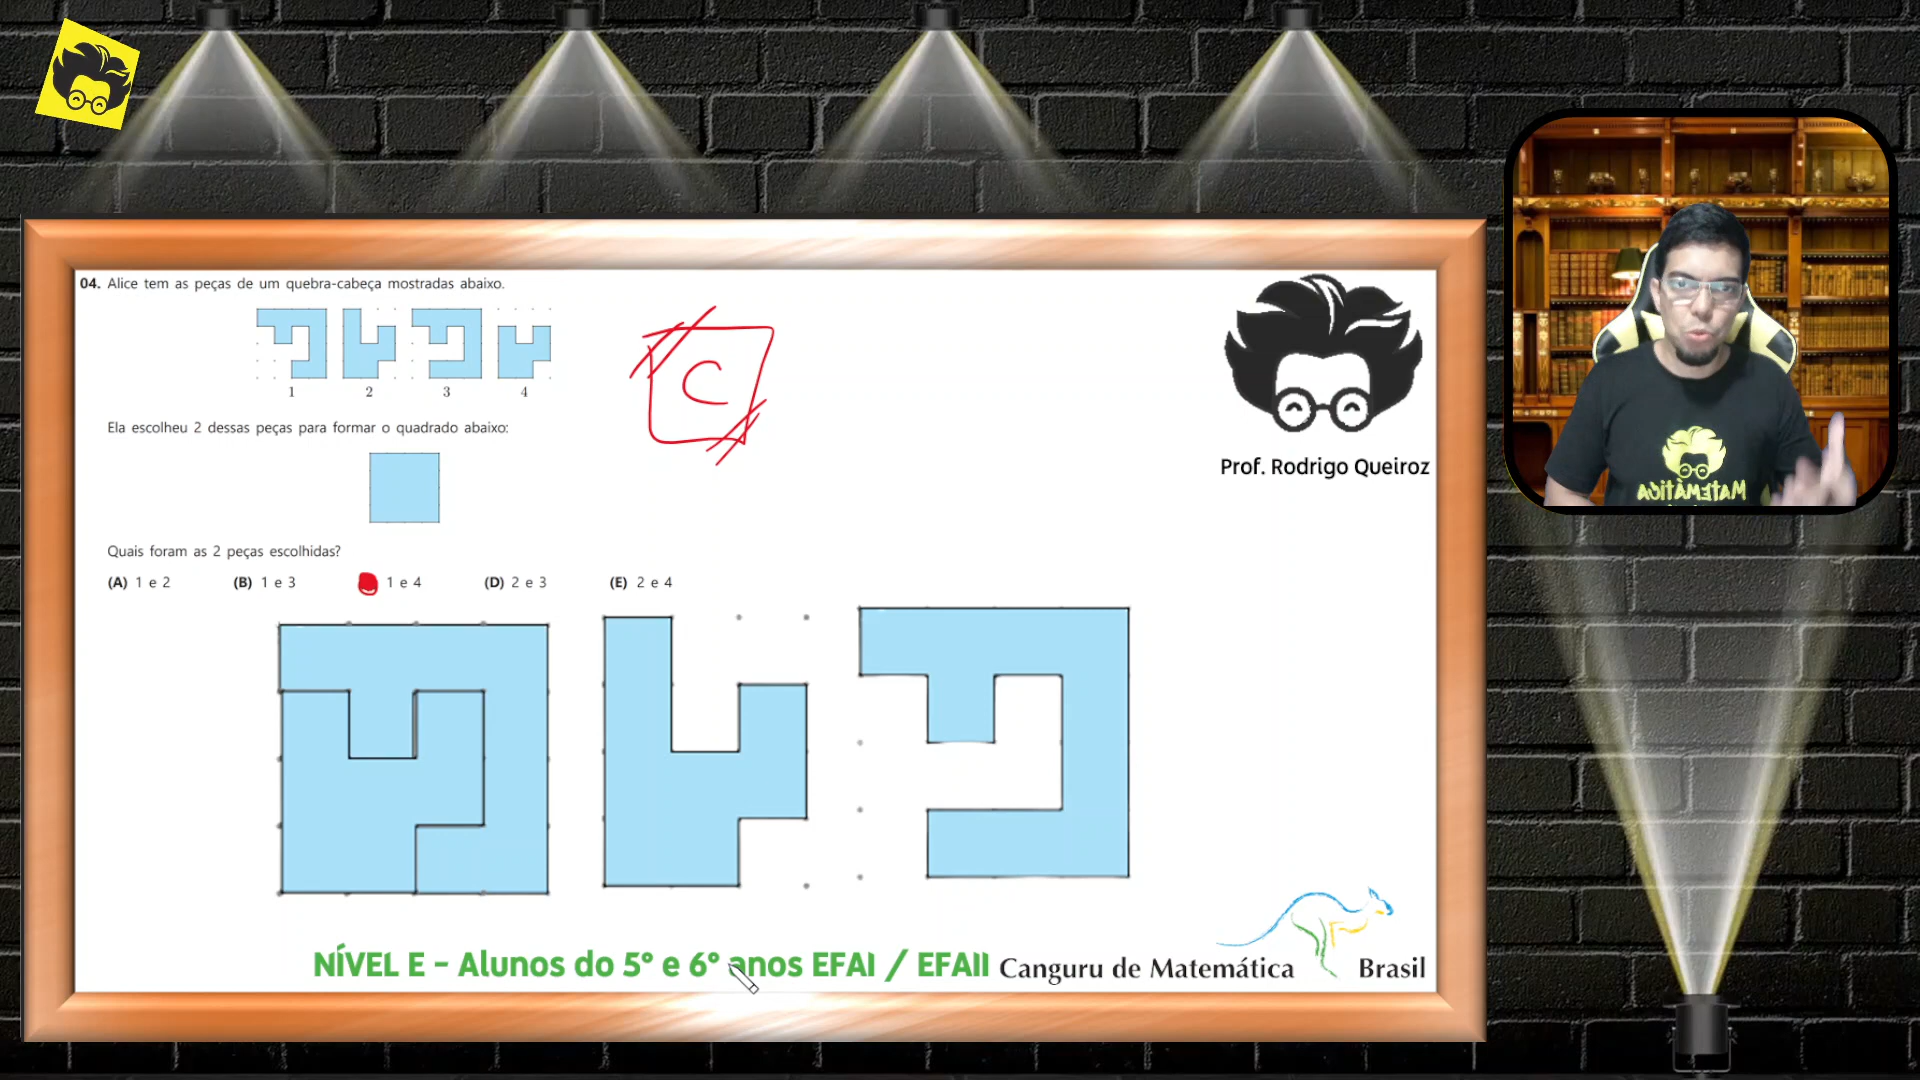 04. Alice tem as peças de um quebra-cabeça mostradas abaixo.
1 2 3 4
C
Ela escolheu 2 dessas peças para formar o quadrado abaixo:
Quais foram as 2 peças escolhidas?
(A) 1 e 2 (B) 1 e 3 1 e 4 (D) 2 e 3 (E) 2 e 4
Prof. Rodrigo Queiroz
MATEMÁTICA
NÍVEL E - Alunos do 5° e 6° anos EFAI / EFAII
Canguru de Matemática Brasil